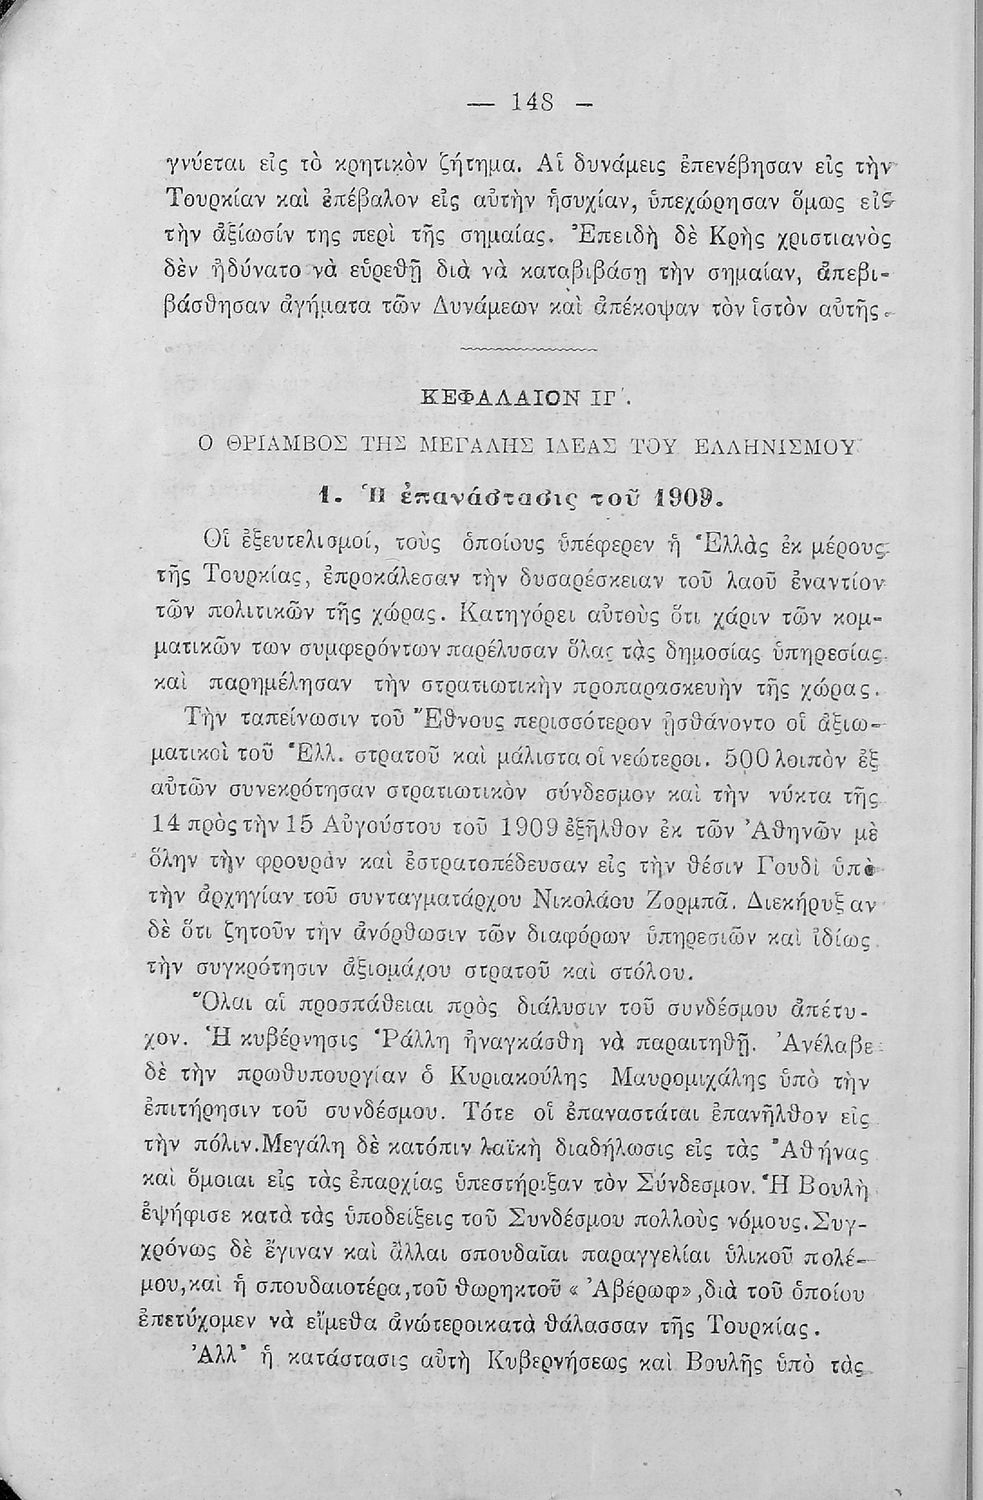 — 148 —
γνύεται εἰς τὸ κρητικὸν ζήτημα. Αἱ δυνάμεις ἐπενέβησαν εἰς τὴν
Τουρκίαν καὶ ἐπέβαλον εἰς αὐτὴν ἡσυχίαν, ὑπεχώρησαν ὅμως εἰς
τὴν ἀξίωσίν της περὶ τῆς σημαίας. Ἐπειδὴ δὲ Κρὴς χριστιανὸς
δὲν ἠδύνατο νὰ εὑρεθῇ διὰ νὰ καταβιβάσῃ τὴν σημαίαν, ἀπεβι-
βάσθησαν ἀγήματα τῶν Δυνάμεων καὶ ἀπέκοψαν τὸν ἱστὸν αὐτῆς.
ΚΕΦΑΛΑΙΟΝ ΙΓ΄.
Ο ΘΡΙΑΜΒΟΣ ΤΗΣ ΜΕΓΑΛΗΣ ΙΔΕΑΣ ΤΟΥ ΕΛΛΗΝΙΣΜΟΥ
1. Ἡ ἐπανάστασις τοῦ 1909.
Οἱ ἐξευτελισμοί, τοὺς ὁποίους ὑπέφερεν ἡ Ἑλλὰς ἐκ μέρους
τῆς Τουρκίας, ἐπροκάλεσαν τὴν δυσαρέσκειαν τοῦ λαοῦ ἐναντίον
τῶν πολιτικῶν τῆς χώρας. Κατηγόρει αὐτοὺς ὅτι χάριν τῶν κομ-
ματικῶν των συμφερόντων παρέλυσαν ὅλας τὰς δημοσίας ὑπηρεσίας
καὶ παρημέλησαν τὴν στρατιωτικὴν προπαρασκευὴν τῆς χώρας.
Τὴν ταπείνωσιν τοῦ Ἔθνους περισσότερον ᾐσθάνοντο οἱ ἀξιω-
ματικοὶ τοῦ Ἑλλ. στρατοῦ καὶ μάλιστα οἱ νεώτεροι. 500 λοιπὸν ἐξ
αὐτῶν συνεκρότησαν στρατιωτικὸν σύνδεσμον καὶ τὴν νύκτα τῆς
14 πρὸς τὴν 15 Αὐγούστου τοῦ 1909 ἐξῆλθον ἐκ τῶν Ἀθηνῶν μὲ
ὅλην τὴν φρουρὰν καὶ ἐστρατοπέδευσαν εἰς τὴν θέσιν Γουδὶ ὑπὸ
τὴν ἀρχηγίαν τοῦ συνταγματάρχου Νικολάου Ζορμπᾶ. Διεκήρυξαν
δὲ ὅτι ζητοῦν τὴν ἀνόρθωσιν τῶν διαφόρων ὑπηρεσιῶν καὶ ἰδίως
τὴν συγκρότησιν ἀξιομάχου στρατοῦ καὶ στόλου.
Ὅλαι αἱ προσπάθειαι πρὸς διάλυσιν τοῦ συνδέσμου ἀπέτυ-
χον. Ἡ κυβέρνησις Ῥάλλη ἠναγκάσθη νὰ παραιτηθῇ. Ἀνέλαβε
δὲ τὴν πρωθυπουργίαν ὁ Κυριακούλης Μαυρομιχάλης ὑπὸ τὴν
ἐπιτήρησιν τοῦ συνδέσμου. Τότε οἱ ἐπαναστάται ἐπανῆλθον εἰς
τὴν πόλιν.Μεγάλη δὲ κατόπιν λαϊκὴ διαδήλωσις εἰς τὰς Ἀθήνας
καὶ ὅμοιαι εἰς τὰς ἐπαρχίας ὑπεστήριξαν τὸν Σύνδεσμον. Ἡ Βουλὴ
ἐψήφισε κατὰ τὰς ὑποδείξεις τοῦ Συνδέσμου πολλοὺς νόμους.Συγ-
χρόνως δὲ ἔγιναν καὶ ἄλλαι σπουδαῖαι παραγγελίαι ὑλικοῦ πολέ-
μου,καὶ ἡ σπουδαιοτέρα,τοῦ θωρηκτοῦ « Ἀβέρωφ» ,διὰ τοῦ ὁποίου
ἐπετύχομεν νὰ εἴμεθα ἀνώτεροικατὰ θάλασσαν τῆς Τουρκίας.
Ἀλλ' ἡ κατάστασις αὐτὴ Κυβερνήσεως καὶ Βουλῆς ὑπὸ τὰς